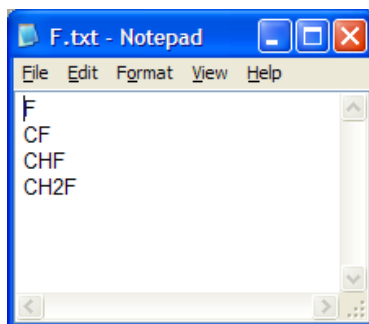 F.txt - Notepad
File Edit Format View Help
F
CF
CHF
CH2F